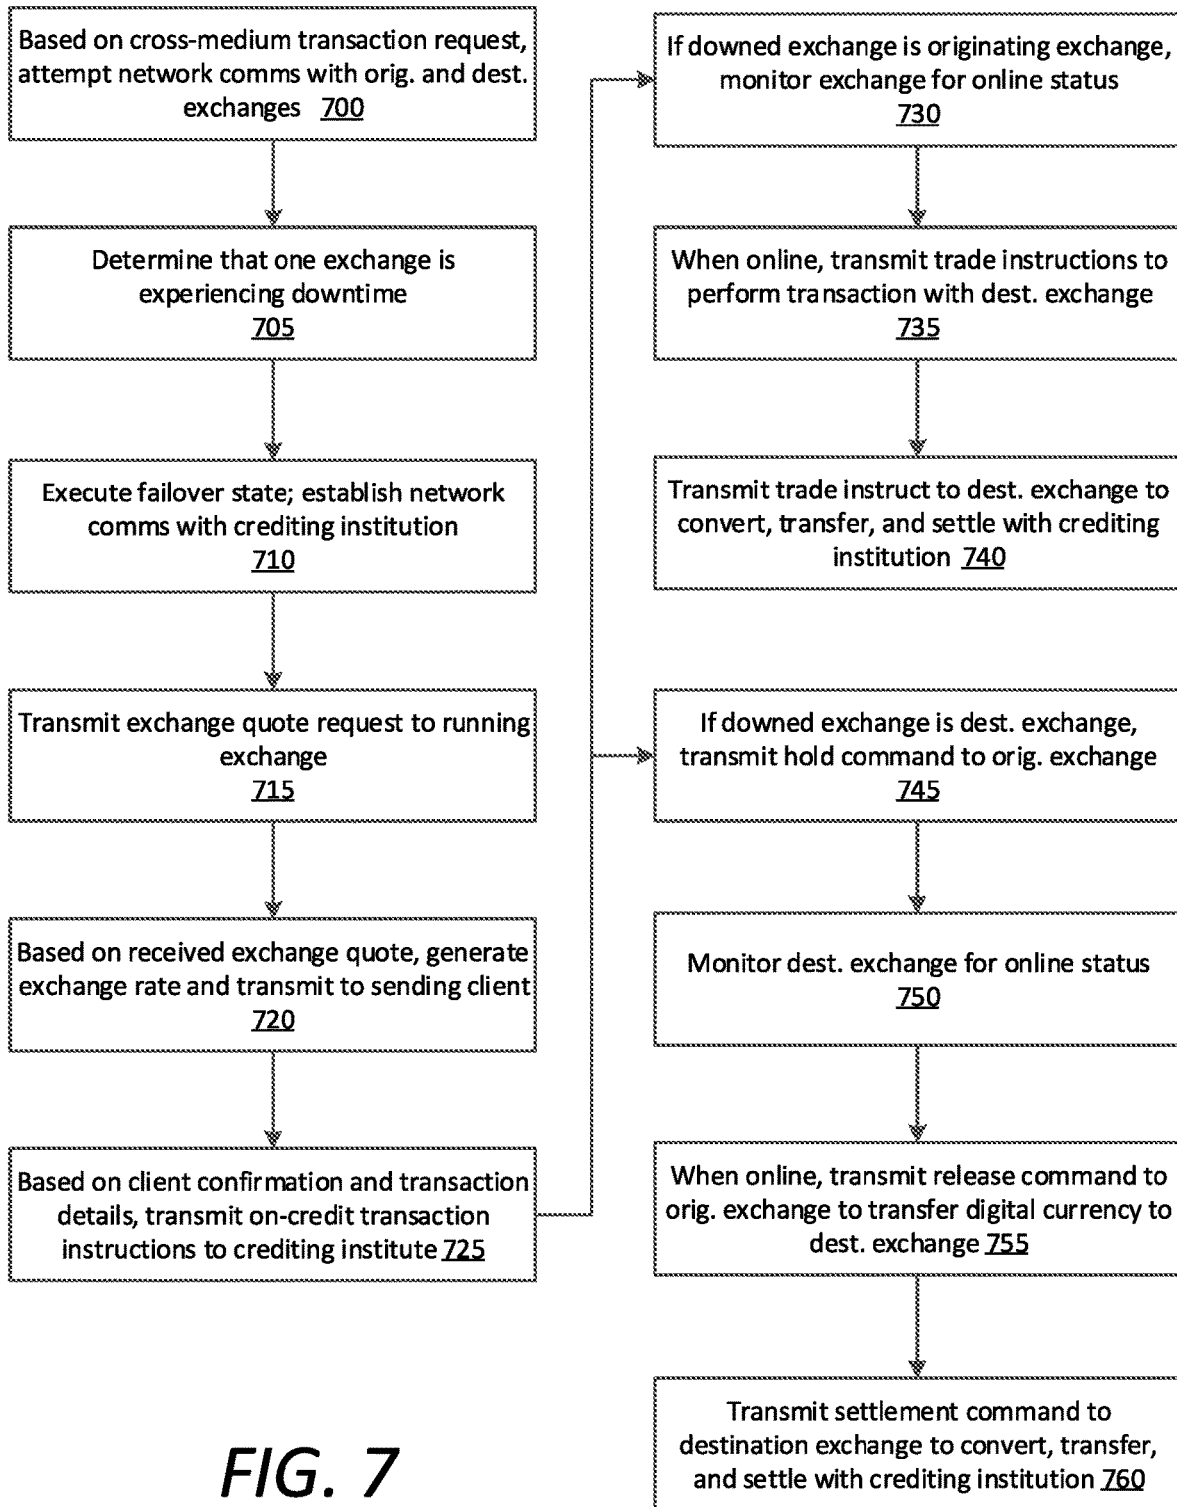 Based on cross-medium transaction request,
attempt network comms with orig. and dest.
exchanges 700
Determine that one exchange is
experiencing downtime
705
Execute failover state; establish network
comms with crediting institution
710
Transmit exchange quote request to running
exchange
715
Based on received exchange quote, generate
exchange rate and transmit to sending client
720
Based on client confirmation and transaction
details, transmit on-credit transaction
instructions to crediting institute 725
If downed exchange is originating exchange,
monitor exchange for online status
730
When online, transmit trade instructions to
perform transaction with dest. exchange
735
Transmit trade instruct to dest. exchange to
convert, transfer, and settle with crediting
institution 740
If downed exchange is dest. exchange,
transmit hold command to orig. exchange
745
Monitor dest. exchange for online status
750
When online, transmit release command to
orig. exchange to transfer digital currency to
dest. exchange 755
Transmit settlement command to
destination exchange to convert, transfer,
and settle with crediting institution 760
FIG. 7